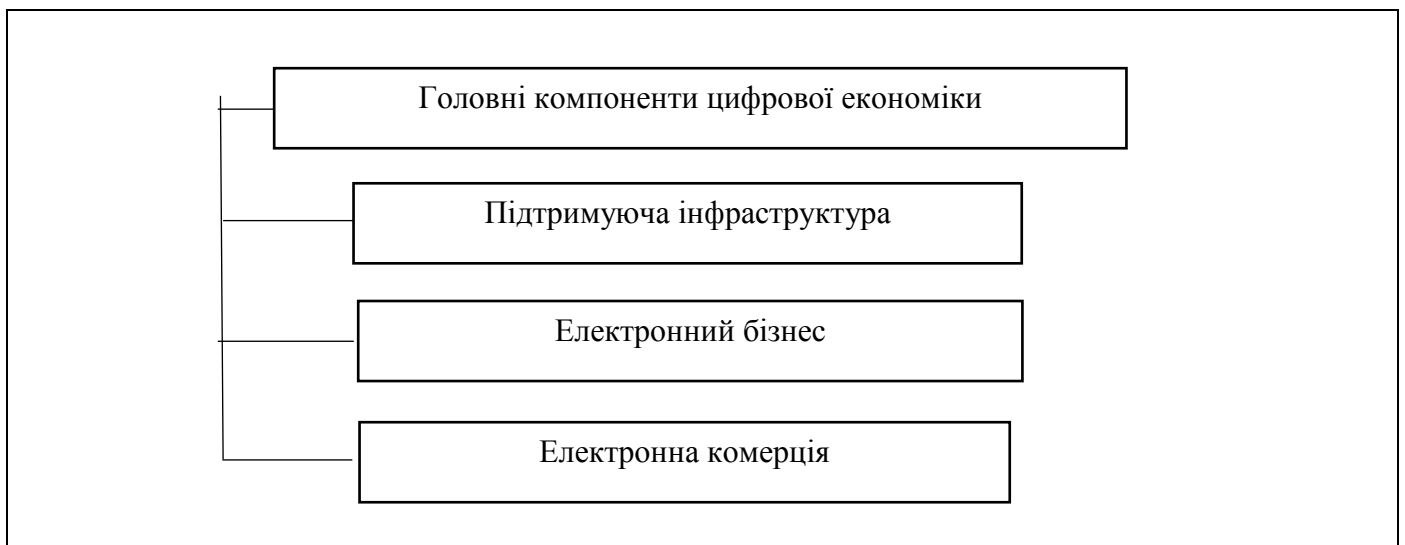 Головні компоненти цифрової економіки
Підтримуюча інфраструктура
Електронний бізнес
Електронна комерція